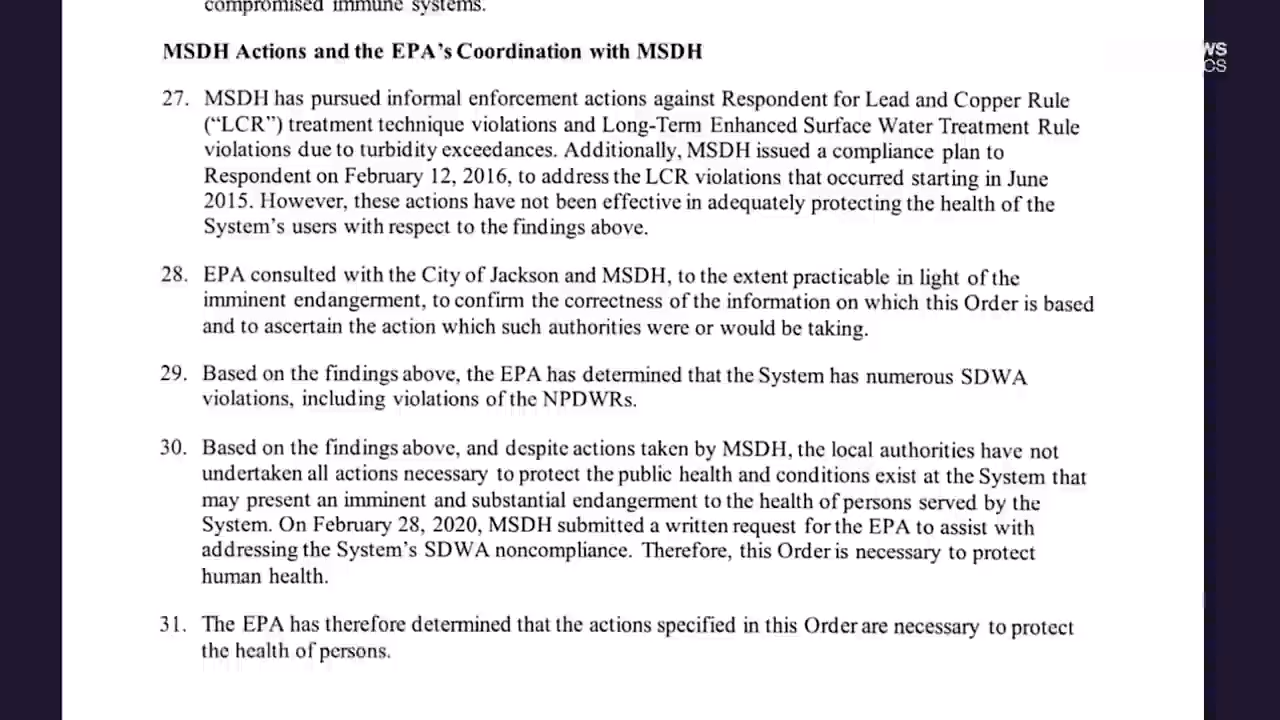 compromised immune systems.
MSDH Actions and the EPA's Coordination with MSDH
27. MSDH has pursued informal enforcement actions against Respondent for Lead and Copper Rule
("LCR") treatment technique violations and Long-Term Enhanced Surface Water Treatment Rule
violations due to turbidity exceedances. Additionally, MSDH issued a compliance plan to
Respondent on February 12, 2016, to address the LCR violations that occurred starting in June
2015. However, these actions have not been effective in adequately protecting the health of the
System's users with respect to the findings above.
28. EPA consulted with the City of Jackson and MSDH, to the extent practicable in light of the
imminent endangerment, to confirm the correctness of the information on which this Order is based
and to ascertain the action which such authorities were or would be taking.
29. Based on the findings above, the EPA has determined that the System has numerous SDWA
violations, including violations of the NPDWRs.
30. Based on the findings above, and despite actions taken by MSDH, the local authorities have not
undertaken all actions necessary to protect the public health and conditions exist at the System that
may present an imminent and substantial endangerment to the health of persons served by the
System. On February 28, 2020, MSDH submitted a written request for the EPA to assist with
addressing the System's SDWA noncompliance. Therefore, this Order is necessary to protect
human health.
31. The EPA has therefore determined that the actions specified in this Order are necessary to protect
the health of persons.